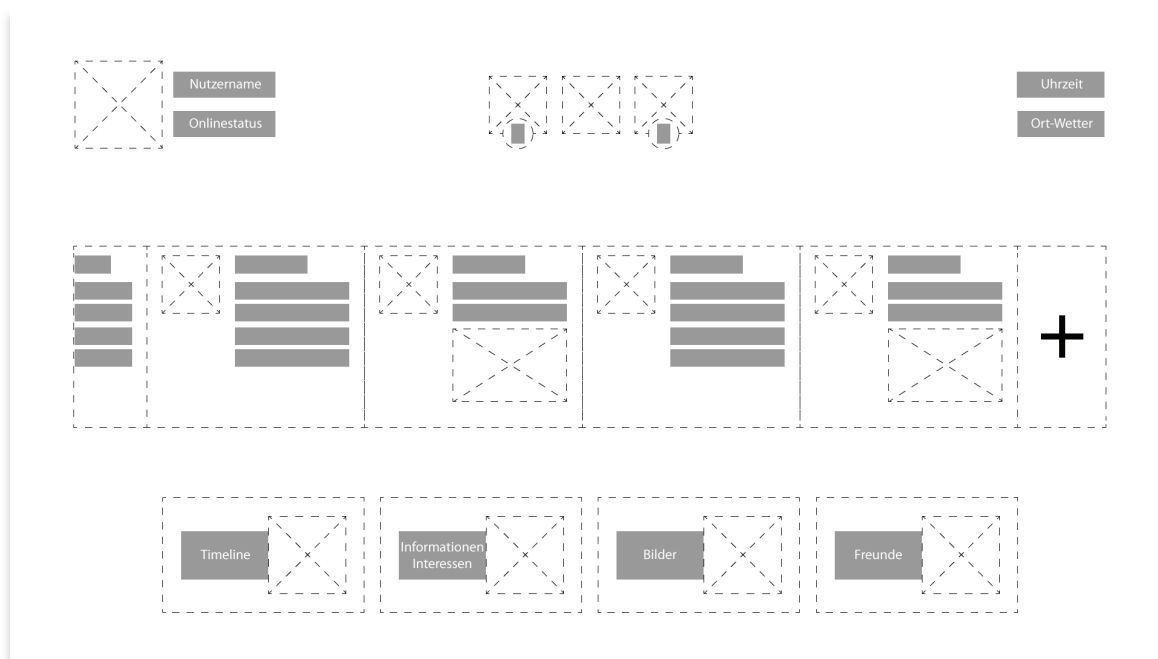 Nutzername
Onlinestatus
Uhrzeit
Ort-Wetter
Timeline
Informationen
Interessen
Bilder
Freunde